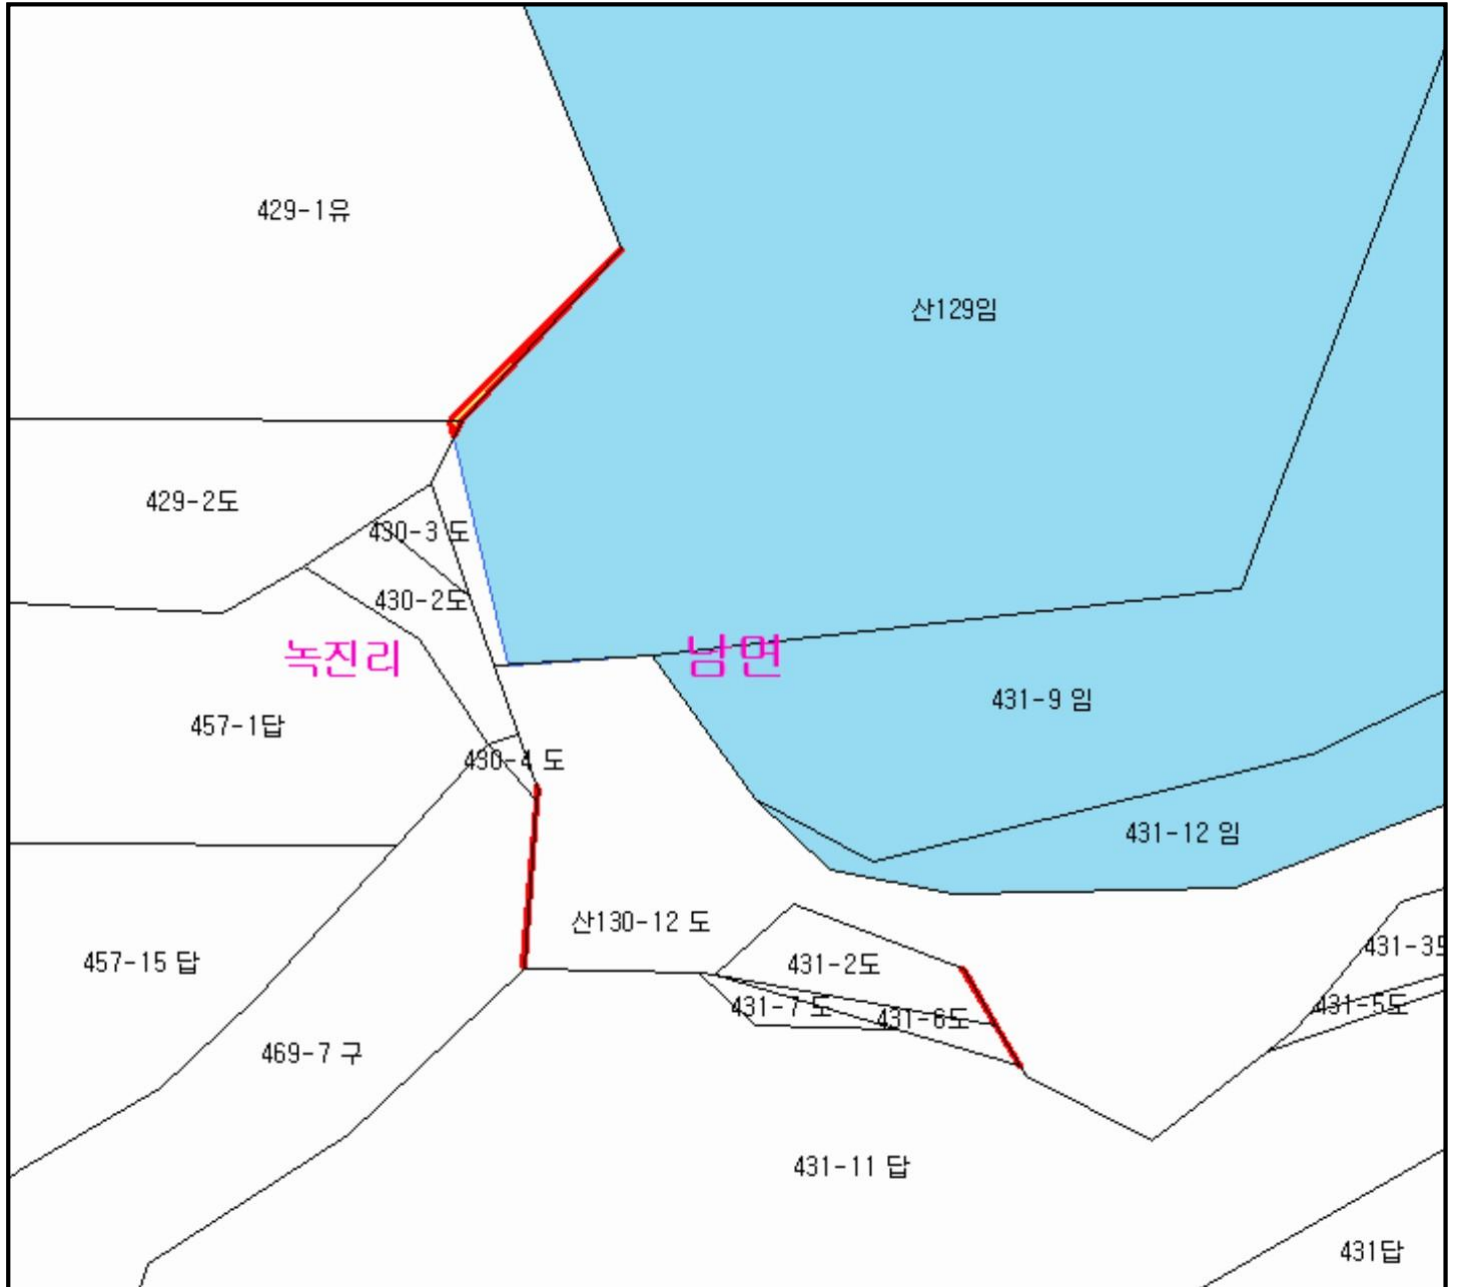 429-1유
산129임
429-2도
430-3 도
430-2도
녹진리
남면
431-9 임
457-1답
430-4 도
431-12 임
산130-12 도
457-15 답
431-2도
431-7 도
431-6도
431-5도
469-7 구
431-11 답
431답